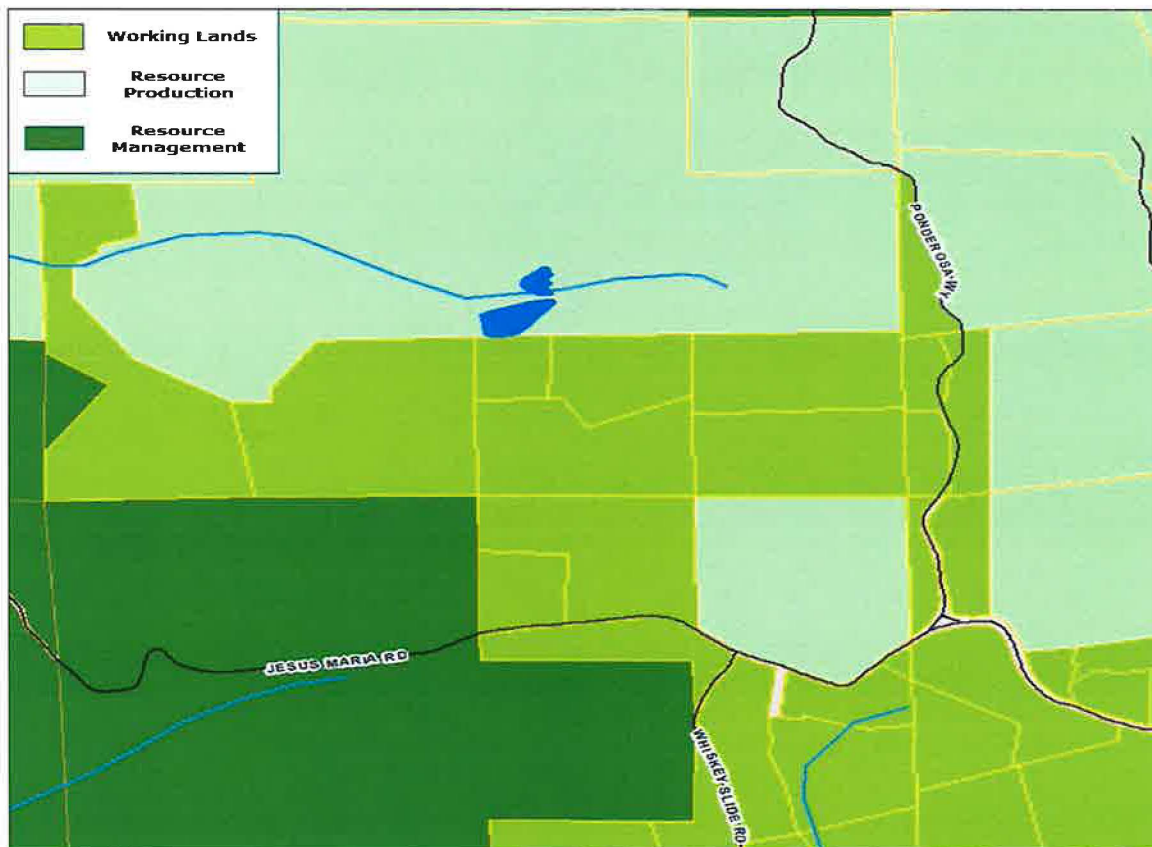 Working Lands
Resource
Production
Resource
Management
PONDEROSA WY
JESUS MARIA RD
WHISKEY SLIDE RD